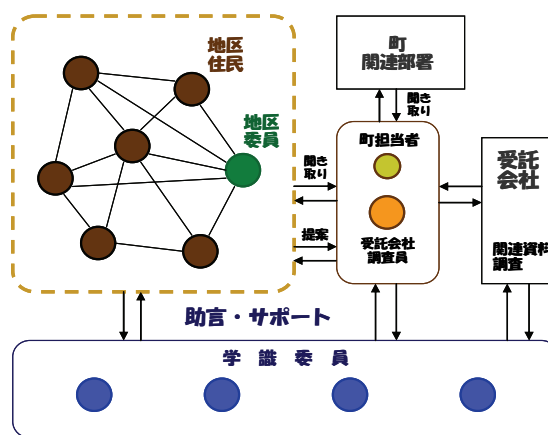 地区
住民
地区
委員
町
関連部署
聞き
取り
町担当者
聞き
取り
提案
受託会社
調査員
受託
会社
関連資料
調査
助言・サポート
学識委員